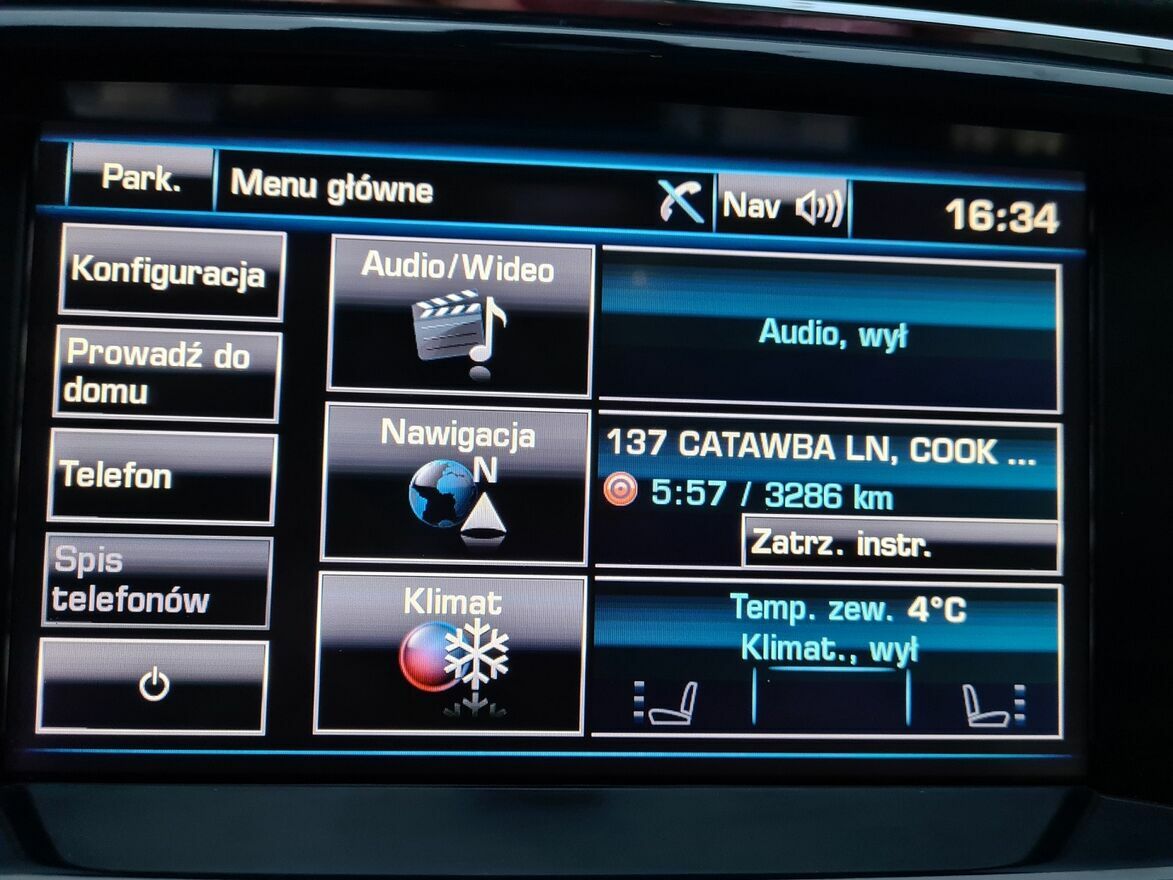 Park.
Menu główne
Nav
16:34
Konfiguracja
Audio/Wideo
Audio, wył
Prowadź do
domu
Nawigacja
N
137 CATAWBA LN, COOK ...
5:57 / 3286 km
Zatrz. instr.
Telefon
Spis
telefonów
Klimat
Temp. zew. 4°C
Klimat., wył